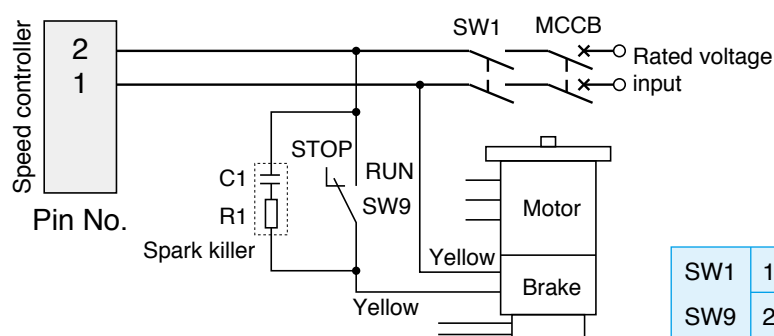 SW1 MCCB
Speed controller
2
1
Rated voltage
input
Pin No.
STOP
RUN
C1
R1
SW9
Spark killer
Motor
Yellow
Brake
Yellow
SW1 1
SW9 2